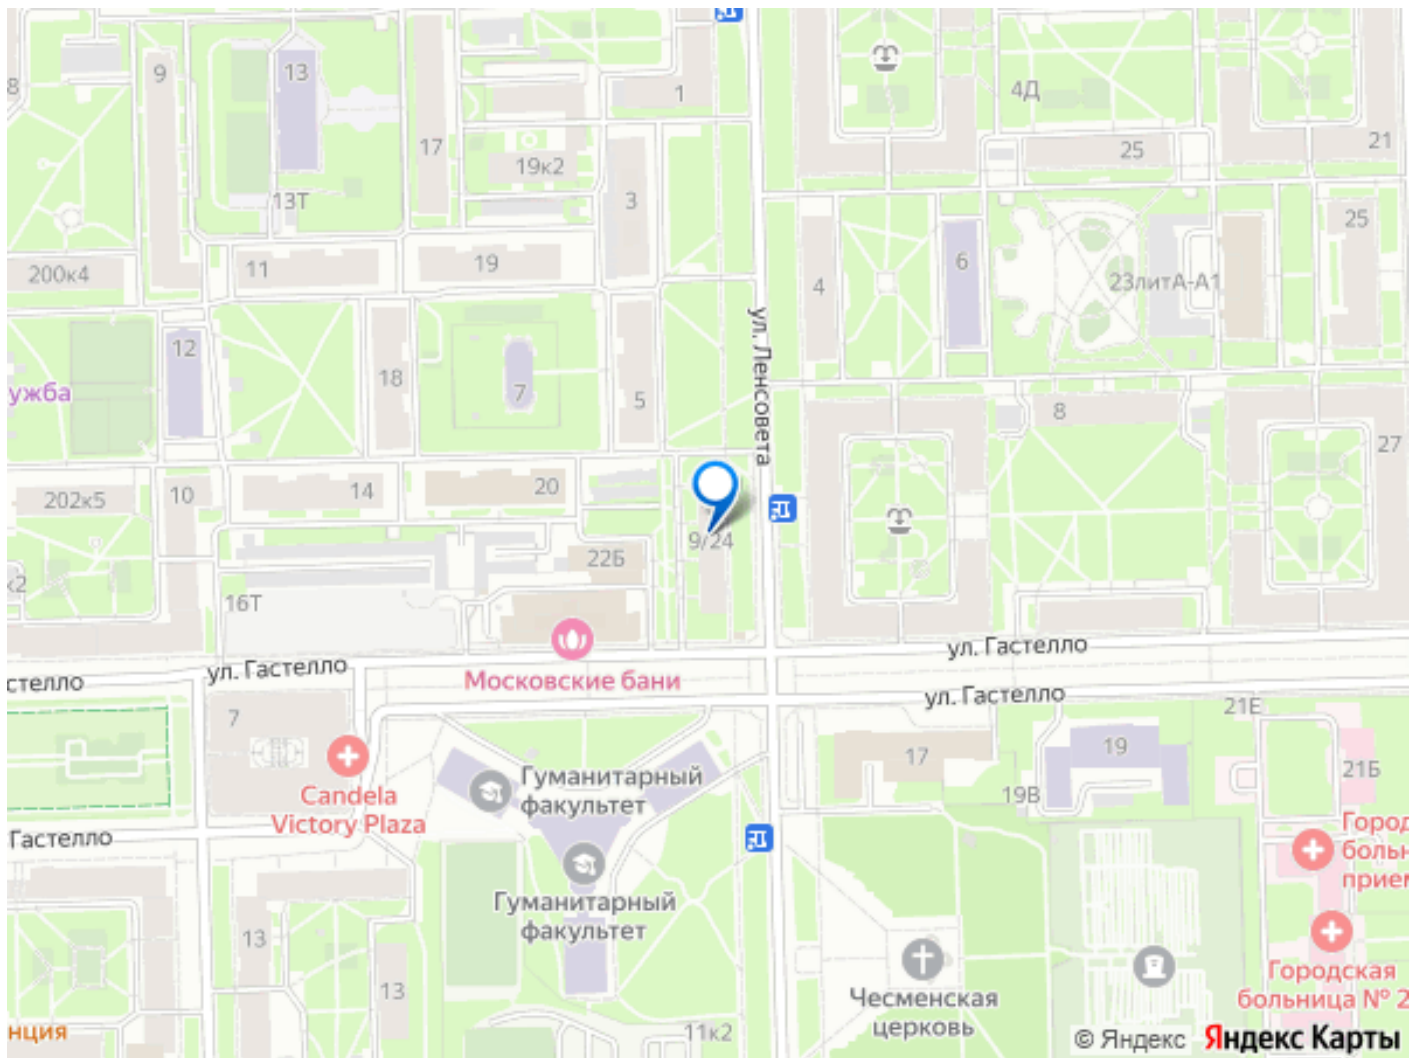 13
9
8
1
4Д
17
25
21
19к2
13Т
3
25
11
19
6
200к4
4
23литА-А1
ул. Ленсовета
12
18
7
5
8
ужба
27
202к5
10
14
20
9/24
22Б
к2
16Т
ул. Гастелло
ул. Гастелло
стелло
Московские бани
ул. Гастелло
21Е
7
17
19
21Б
Гуманитарный
факультет
Candela
Victory Plaza
19В
Город
больн
прием
Гастелло
Гуманитарный
факультет
13
13
Чесменская
церковь
Городская
больница № 2
нция
11к2
© Яндекс Яндекс Карты